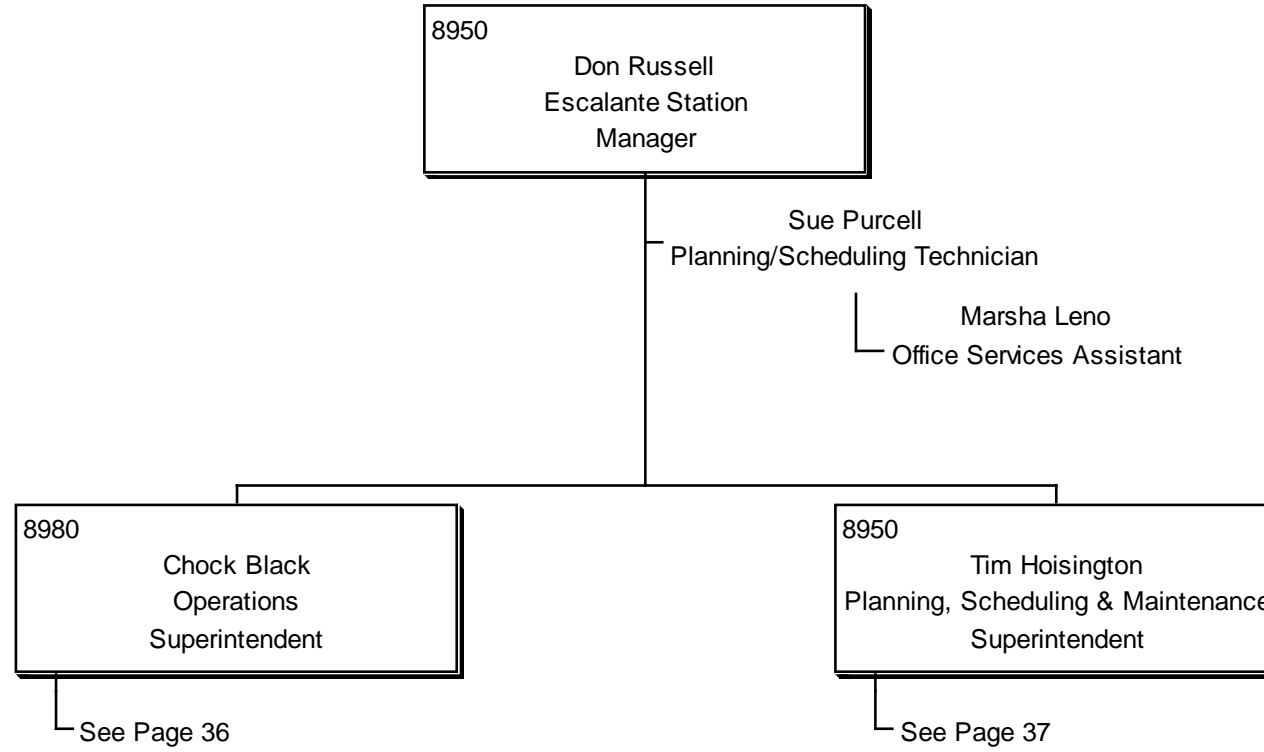 8950
Don Russell
Escalante Station
Manager
Sue Purcell
Planning/Scheduling Technician
Marsha Leno
Office Services Assistant
8980
Chock Black
Operations
Superintendent
See Page 36
8950
Tim Hoisington
Planning, Scheduling & Maintenance
Superintendent
See Page 37